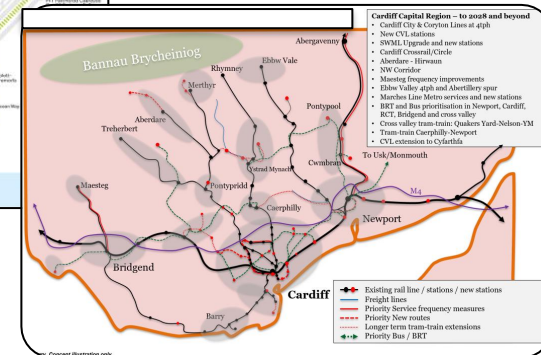 Cardiff Capital Region – to 2028 and beyond
• Cardiff City & Coryton Lines at 4tph
• New CVL stations
• SWML Upgrade and new stations
• Cardiff Crossrail/Circle
• Aberdare - Hirwaun
• NW Corridor
• Maesteg frequency improvements
• Ebbw Valley 4tph and Abertillery spur
• Marches Line Metro services and new stations
• BRT and Bus prioritisation in Newport, Cardiff,
RCT, Bridgend and cross valley
• Cross valley tram-train: Quakers Yard-Nelson-YM
• Tram-train Caerphilly-Newport
• CVL extension to Cyfarthfa
Abergavenny
Bannau Brycheiniog
Ebbw Vale
Rhymney
Merthyr
Pontypool
Aberdare
Treherbert
Cwmbran
To Usk/Monmouth
Ystrad Mynach
Maesteg
Pontypridd
M4
Caerphilly
Newport
Bridgend
Cardiff
Barry
Existing rail line / stations / new stations
Freight lines
Priority Service frequency measures
Priority New routes
Longer term tram-train extensions
Priority Bus / BRT
Concept illustration only